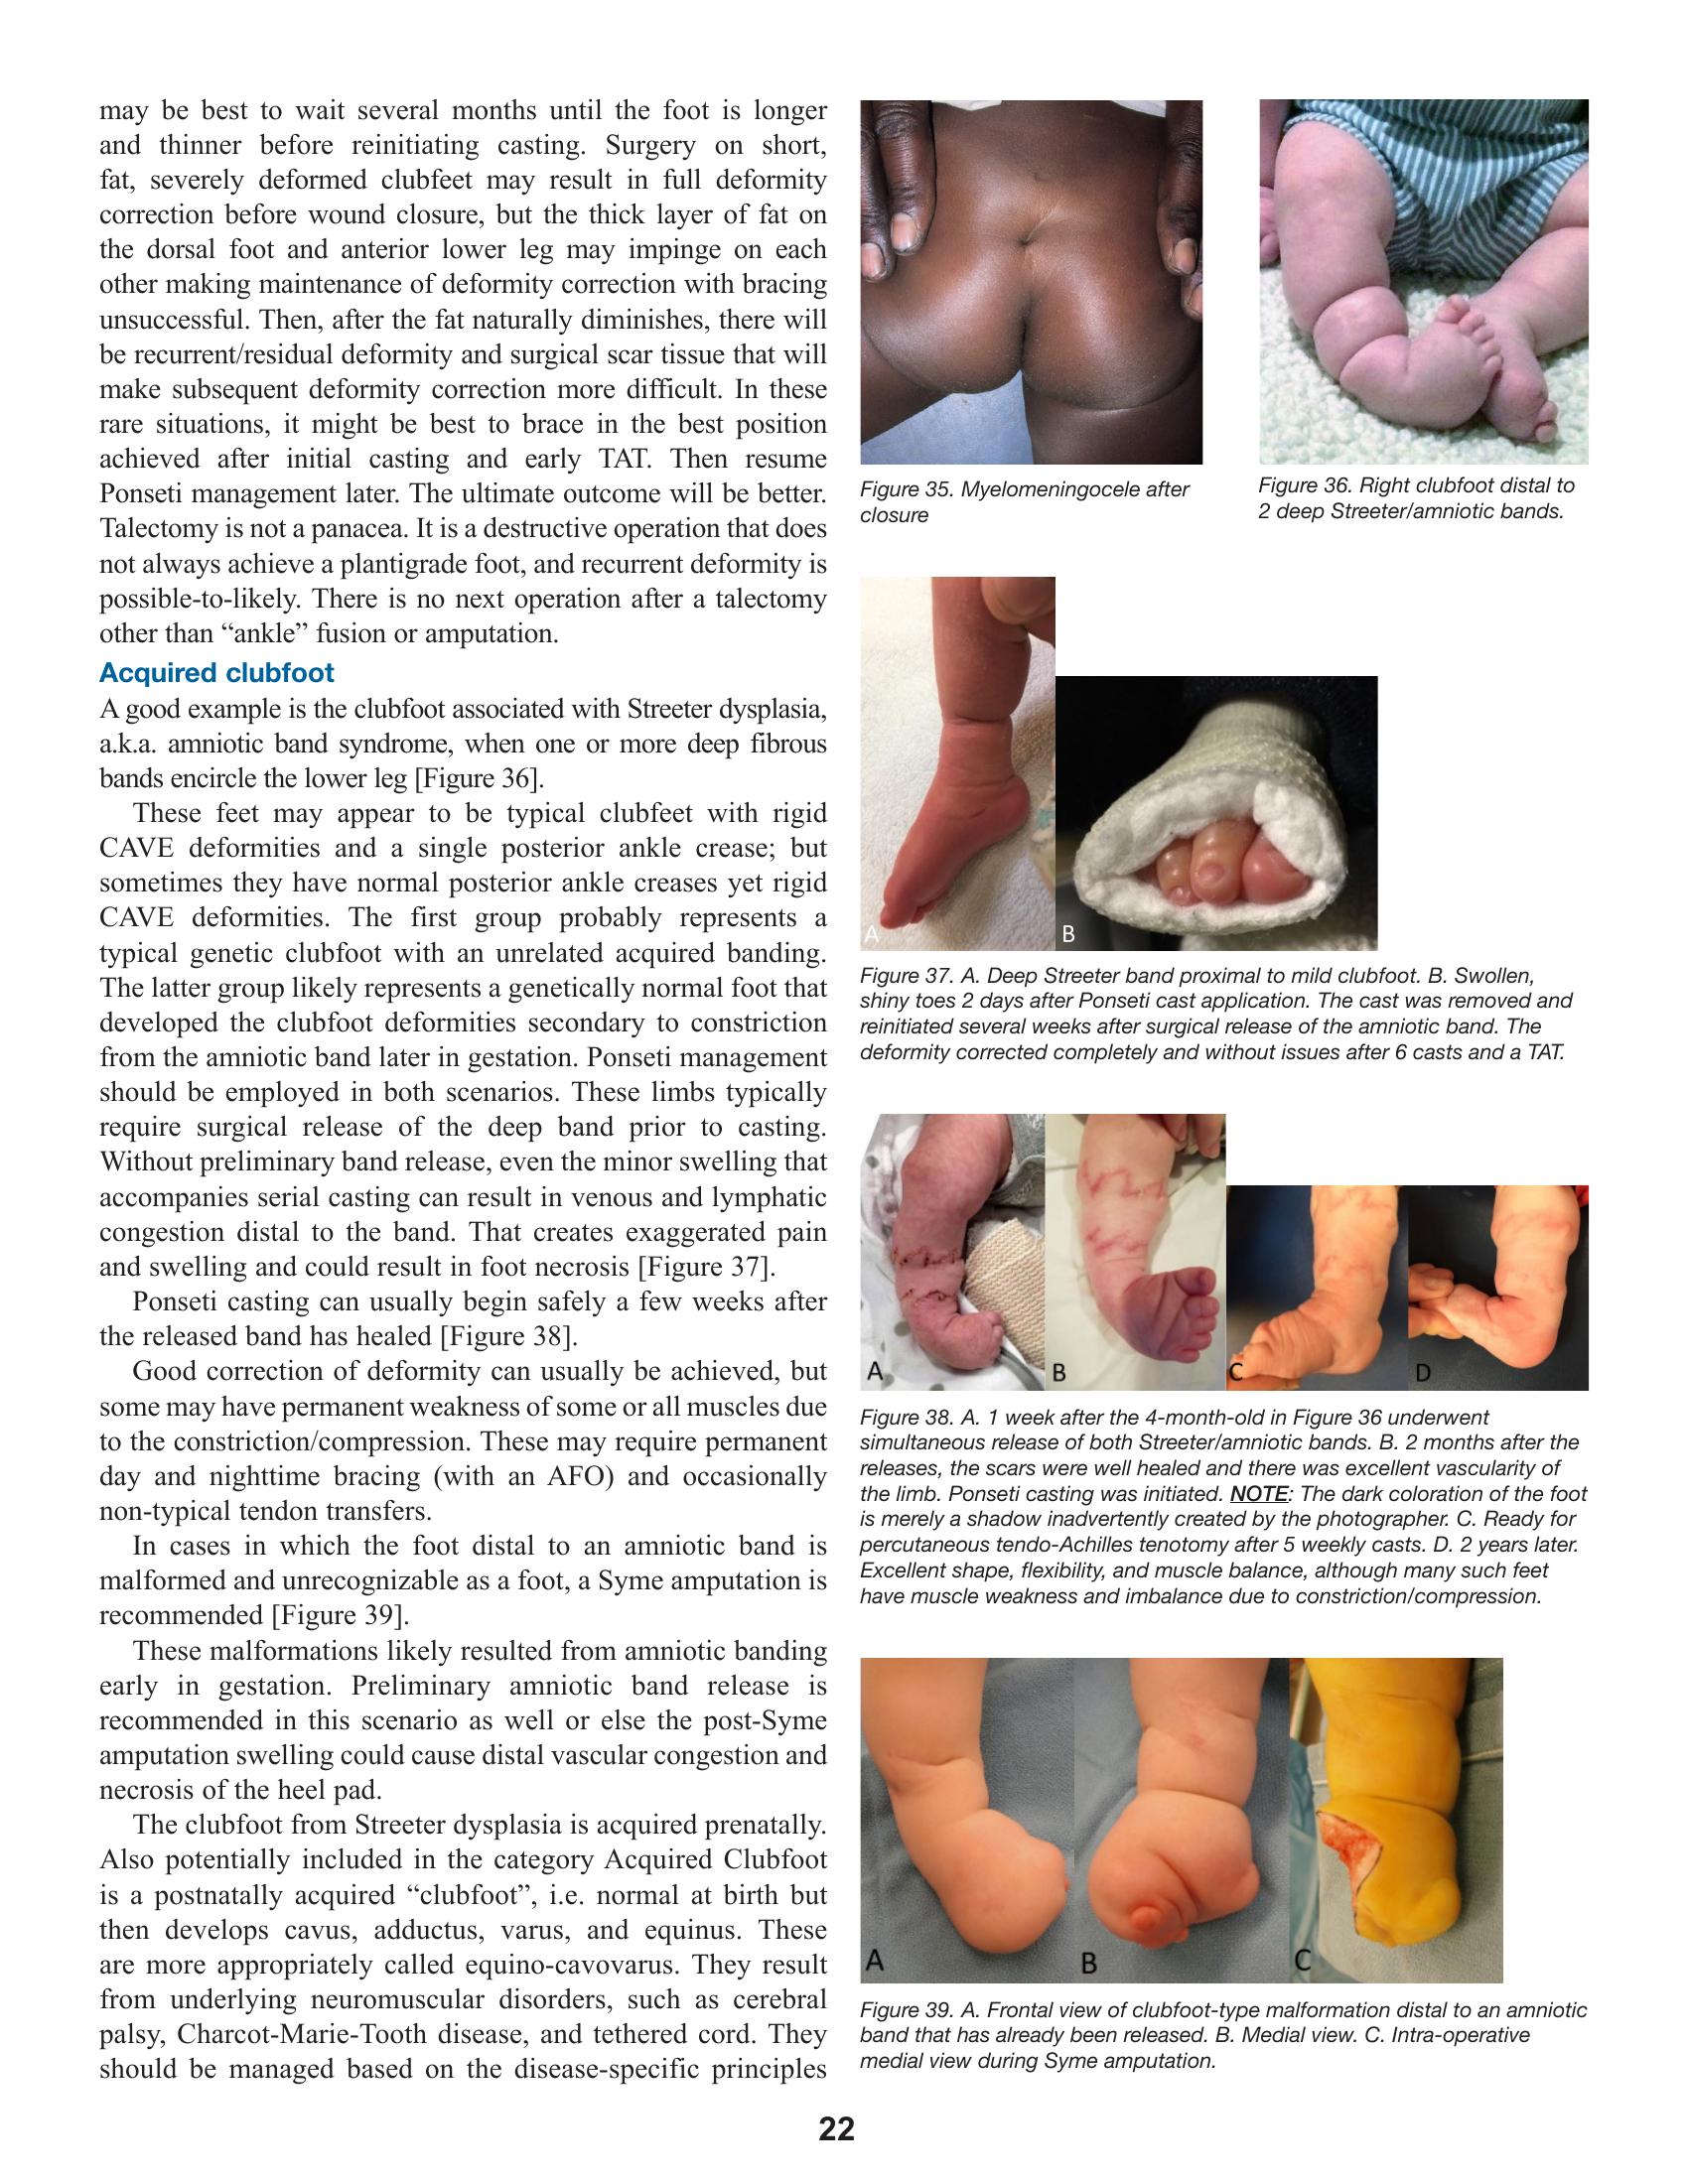 may be best to wait several months until the foot is longer
and thinner before reinitiating casting. Surgery on short,
fat, severely deformed clubfeet may result in full deformity
correction before wound closure, but the thick layer of fat on
the dorsal foot and anterior lower leg may impinge on each
other making maintenance of deformity correction with bracing
unsuccessful. Then, after the fat naturally diminishes, there will
be recurrent/residual deformity and surgical scar tissue that will
make subsequent deformity correction more difficult. In these
rare situations, it might be best to brace in the best position
achieved after initial casting and early TAT. Then resume
Ponseti management later. The ultimate outcome will be better.
Talectomy is not a panacea. It is a destructive operation that does
not always achieve a plantigrade foot, and recurrent deformity is
possible-to-likely. There is no next operation after a talectomy
other than “ankle” fusion or amputation.
Acquired clubfoot
A good example is the clubfoot associated with Streeter dysplasia,
a.k.a. amniotic band syndrome, when one or more deep fibrous
bands encircle the lower leg [Figure 36].
These feet may appear to be typical clubfeet with rigid
CAVE deformities and a single posterior ankle crease; but
sometimes they have normal posterior ankle creases yet rigid
CAVE deformities. The first group probably represents a
typical genetic clubfoot with an unrelated acquired banding.
The latter group likely represents a genetically normal foot that
developed the clubfoot deformities secondary to constriction
from the amniotic band later in gestation. Ponseti management
should be employed in both scenarios. These limbs typically
require surgical release of the deep band prior to casting.
Without preliminary band release, even the minor swelling that
accompanies serial casting can result in venous and lymphatic
congestion distal to the band. That creates exaggerated pain
and swelling and could result in foot necrosis [Figure 37].
Ponseti casting can usually begin safely a few weeks after
the released band has healed [Figure 38].
Good correction of deformity can usually be achieved, but
some may have permanent weakness of some or all muscles due
to the constriction/compression. These may require permanent
day and nighttime bracing (with an AFO) and occasionally
non-typical tendon transfers.
In cases in which the foot distal to an amniotic band is
malformed and unrecognizable as a foot, a Syme amputation is
recommended [Figure 39].
These malformations likely resulted from amniotic banding
early in gestation. Preliminary amniotic band release is
recommended in this scenario as well or else the post-Syme
amputation swelling could cause distal vascular congestion and
necrosis of the heel pad.
The clubfoot from Streeter dysplasia is acquired prenatally.
Also potentially included in the category Acquired Clubfoot
is a postnatally acquired “clubfoot”, i.e. normal at birth but
then develops cavus, adductus, varus, and equinus. These
are more appropriately called equino-cavovarus. They result
from underlying neuromuscular disorders, such as cerebral
palsy, Charcot-Marie-Tooth disease, and tethered cord. They
should be managed based on the disease-specific principles
Figure 35. Myelomeningocele after
closure
Figure 36. Right clubfoot distal to
2 deep Streeter/amniotic bands.
A
B
Figure 37. A. Deep Streeter band proximal to mild clubfoot. B. Swollen,
shiny toes 2 days after Ponseti cast application. The cast was removed and
reinitiated several weeks after surgical release of the amniotic band. The
deformity corrected completely and without issues after 6 casts and a TAT.
A
B
C
D
Figure 38. A. 1 week after the 4-month-old in Figure 36 underwent
simultaneous release of both Streeter/amniotic bands. B. 2 months after the
releases, the scars were well healed and there was excellent vascularity of
the limb. Ponseti casting was initiated. NOTE: The dark coloration of the foot
is merely a shadow inadvertently created by the photographer. C. Ready for
percutaneous tendo-Achilles tenotomy after 5 weekly casts. D. 2 years later.
Excellent shape, flexibility, and muscle balance, although many such feet
have muscle weakness and imbalance due to constriction/compression.
A
B
C
Figure 39. A. Frontal view of clubfoot-type malformation distal to an amniotic
band that has already been released. B. Medial view. C. Intra-operative
medial view during Syme amputation.
22